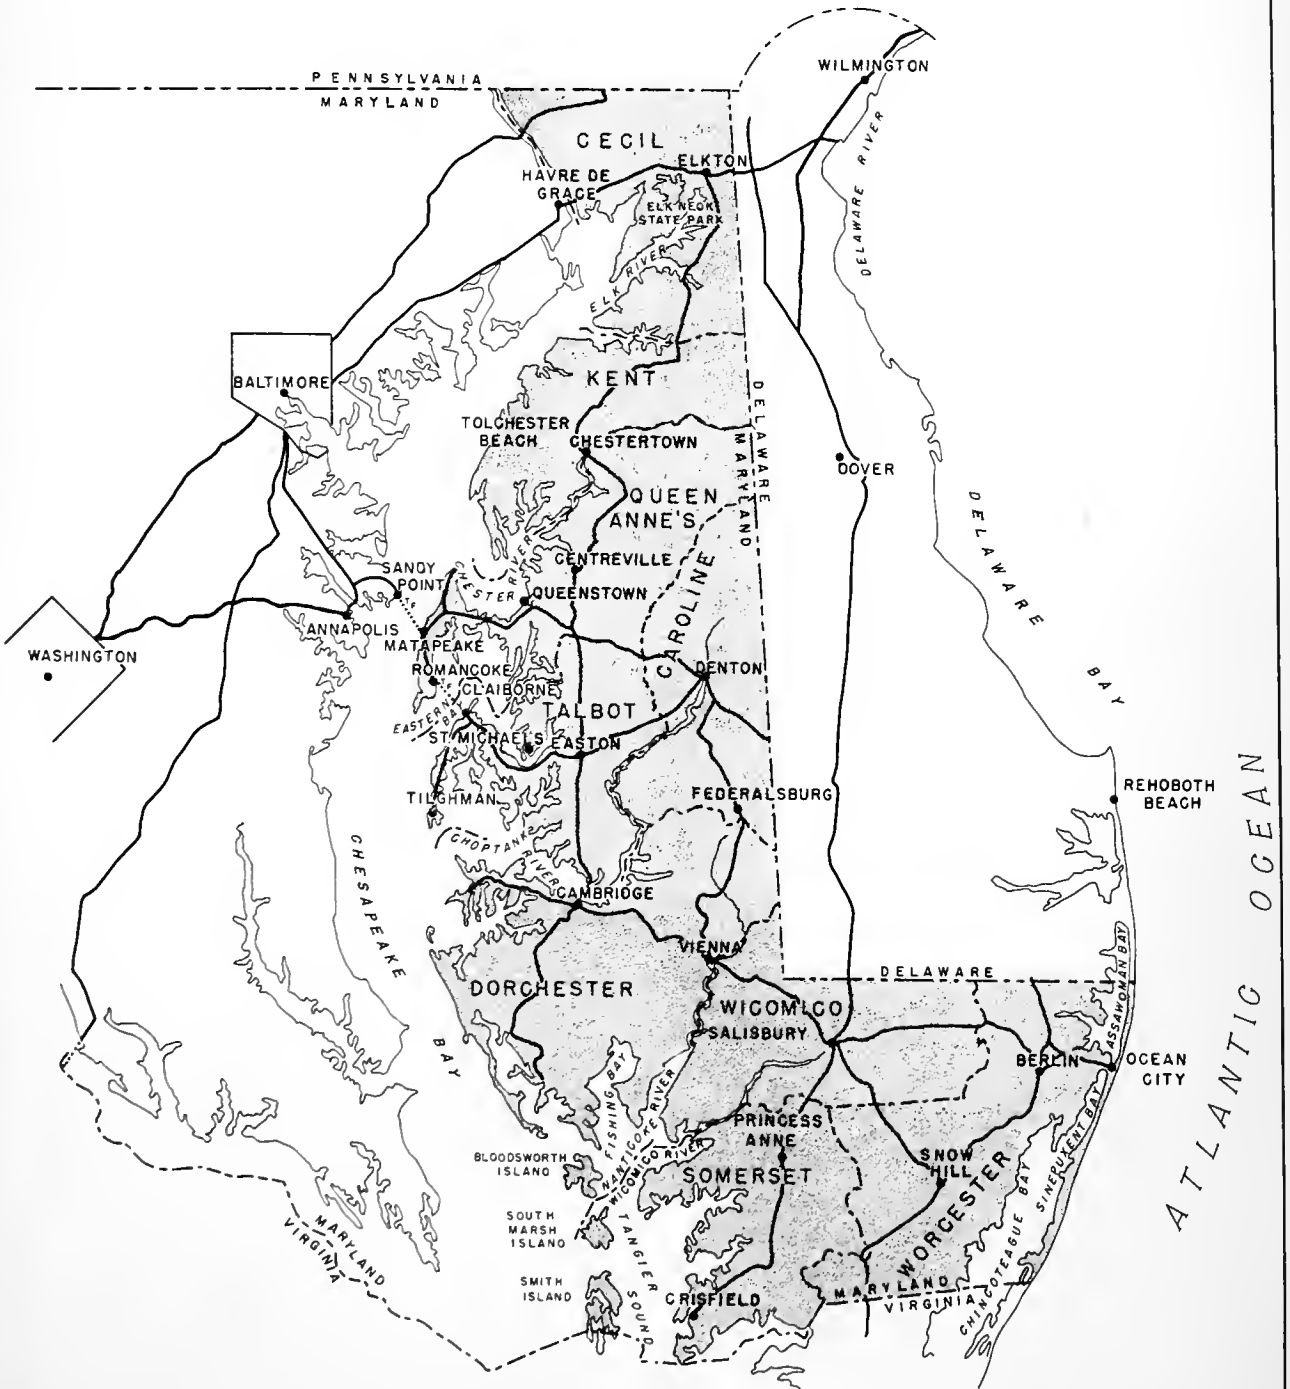 WILMINGTON
PENNSYLVANIA
MARYLAND
DELAWARE RIVER
CECIL
ELKTON
HAVRE DE
GRACE
ELK NECK
STATE PARK
ELK RIVER
BALTIMORE
KENT
DELAWARE
MARYLAND
TOLCHESTER
BEACH
CHESTERTOWN
DOVER
QUEEN
ANNE'S
DELAWARE BAY
CENTREVILLE
SANDY
POINT
CHESTER RIVER
QUEENSTOWN
CAROLINE
ANNAPOLIS
MATAPEAKE
WASHINGTON
ROMANCOKE
DENTON
CLAIBORNE
EASTERN
BAY
TALBOT
ST. MICHAEL'S
EASTON
TILGHMAN
FEDERALSBURG
REHOBOTH
BEACH
ATLANTIC OCEAN
CHOPTANK
RIVER
CHESAPEAKE BAY
CAMBRIDGE
VIENNA
DELAWARE
ASSAWOMAN BAY
DORCHESTER
WICOMICO
SALISBURY
BERLIN
OCEAN
CITY
FISHING BAY
NANTICOKE RIVER
WICOMICO RIVER
PRINCESS
ANNE
BLOODSWORTH
ISLAND
SOMERSET
SNOW
HILL
WORCESTER
SINEPUXENT BAY
CHINCOTEAGUE BAY
SOUTH
MARSH
ISLAND
TANGIER SOUND
MARYLAND
VIRGINIA
SMITH
ISLAND
CRISFIELD
MARYLAND
VIRGINIA